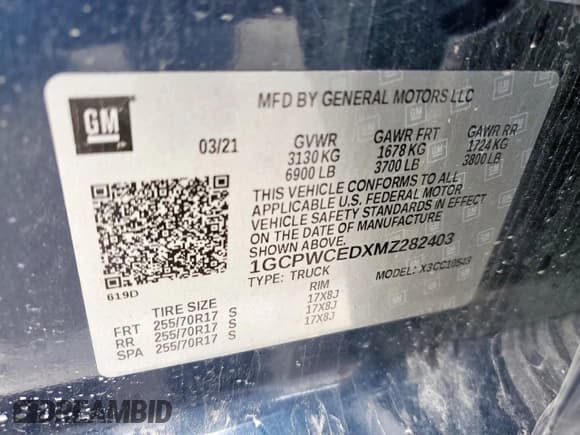 GM
MFD BY GENERAL MOTORS LLC
03/21 GVWR GAWR FRT GAWR RR
3130 KG 1678 KG 1724 KG
6900 LB 3700 LB 3800 LB
THIS VEHICLE CONFORMS TO ALL
APPLICABLE U.S. FEDERAL MOTOR
VEHICLE SAFETY STANDARDS IN EFFECT
ON THE DATE OF MANUFACTURE
SHOWN ABOVE.
1GCPWCEDXMZ282403
TYPE: TRUCK MODEL: X3CC10543
619D
TIRE SIZE RIM
FRT 255/70R17 S 17X8J
RR 255/70R17 S 17X8J
SPA 255/70R17 S 17X8J
DREAMBID